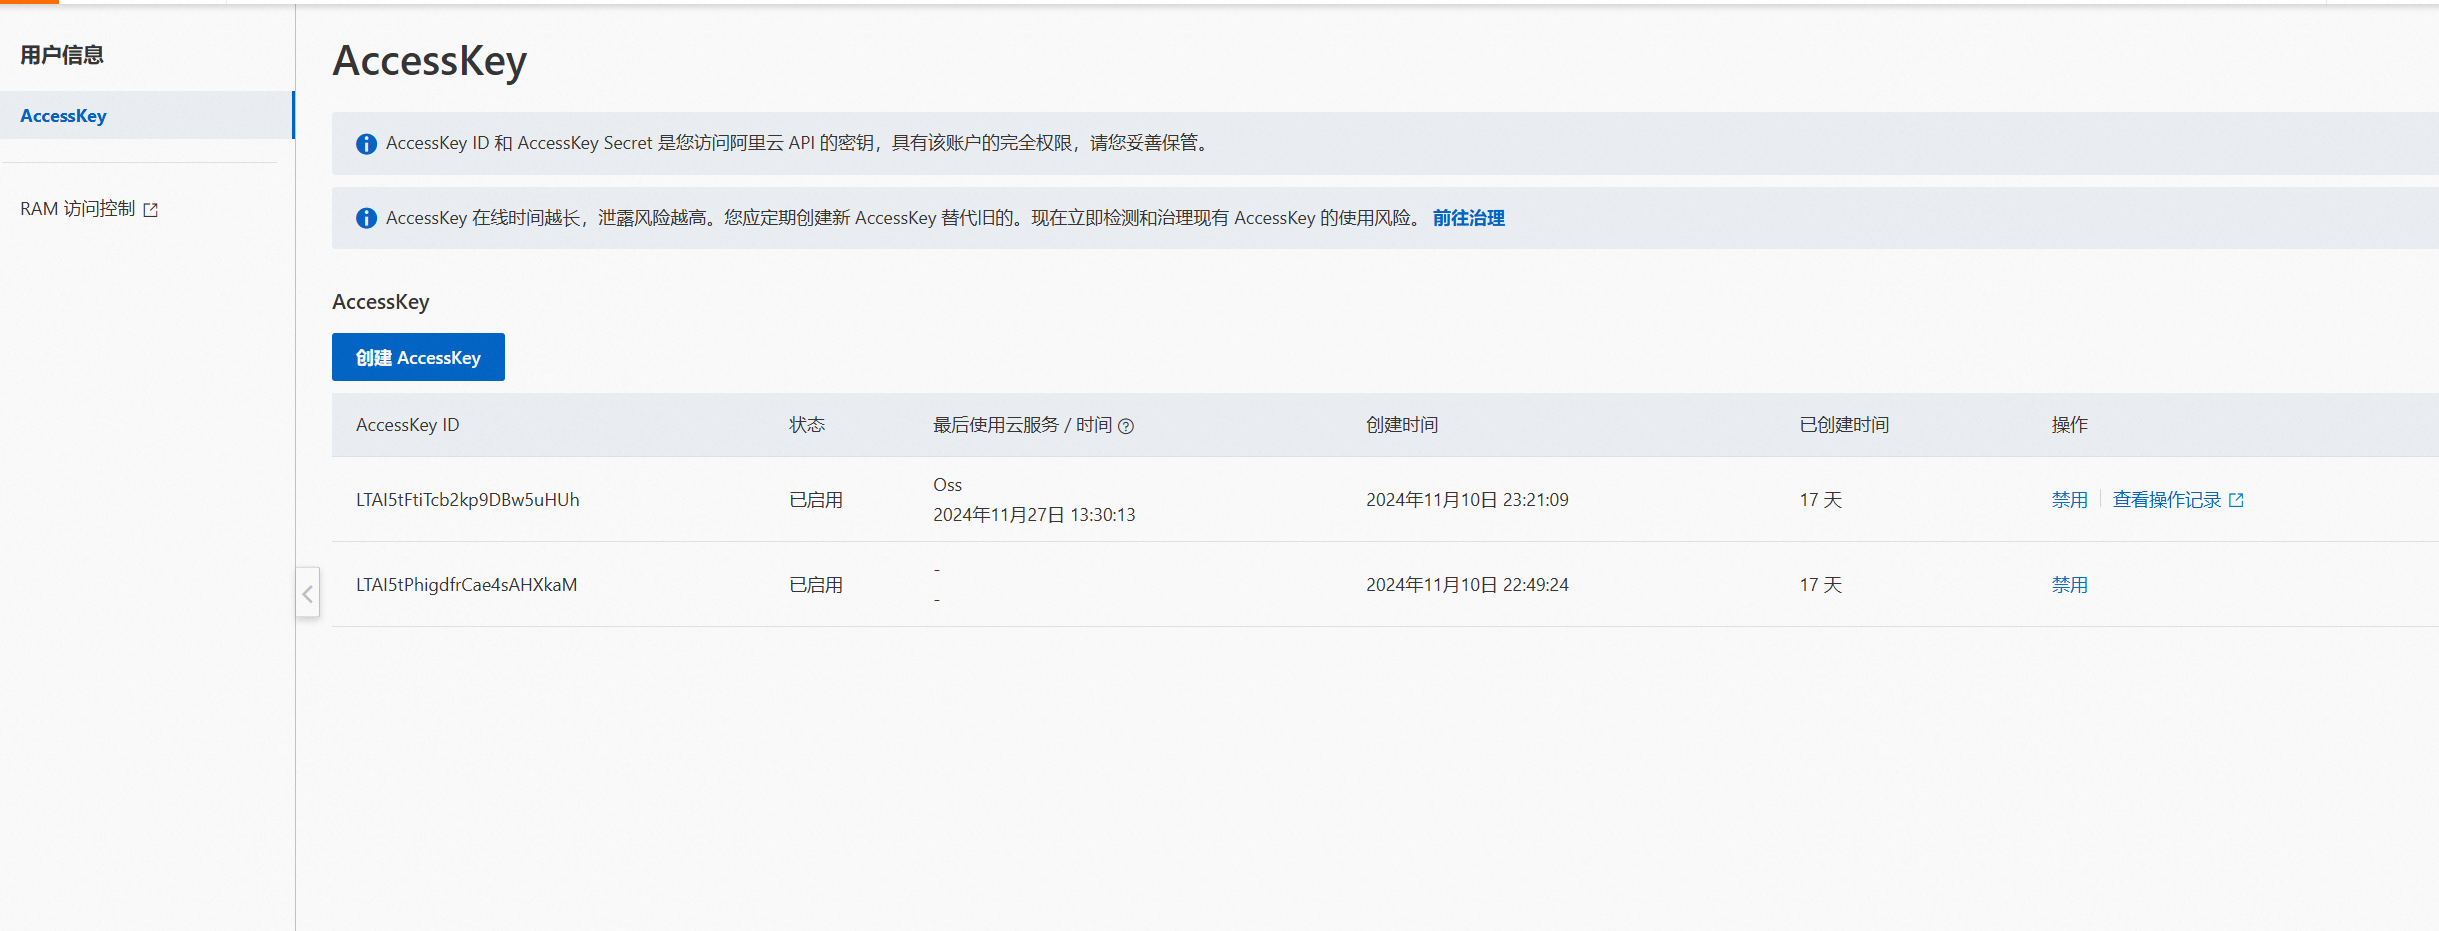 用户信息
AccessKey
RAM 访问控制
AccessKey
AccessKey ID 和 AccessKey Secret 是您访问阿里云 API 的密钥，具有该账户的完全权限，请您妥善保管。
AccessKey 在线时间越长，泄露风险越高。您应定期创建新 AccessKey 替代旧的。现在立即检测和治理现有 AccessKey 的使用风险。 前往治理
AccessKey
创建 AccessKey
AccessKey ID 状态 最后使用云服务 / 时间 创建时间 已创建时间 操作
LTAI5tFtiTcb2kp9DBw5uHUh 已启用 Oss 2024年11月10日 23:21:09 17 天 禁用 查看操作记录
2024年11月27日 13:30:13
LTAI5tPhigdfrCae4sAHXkaM 已启用 - 2024年11月10日 22:49:24 17 天 禁用
-